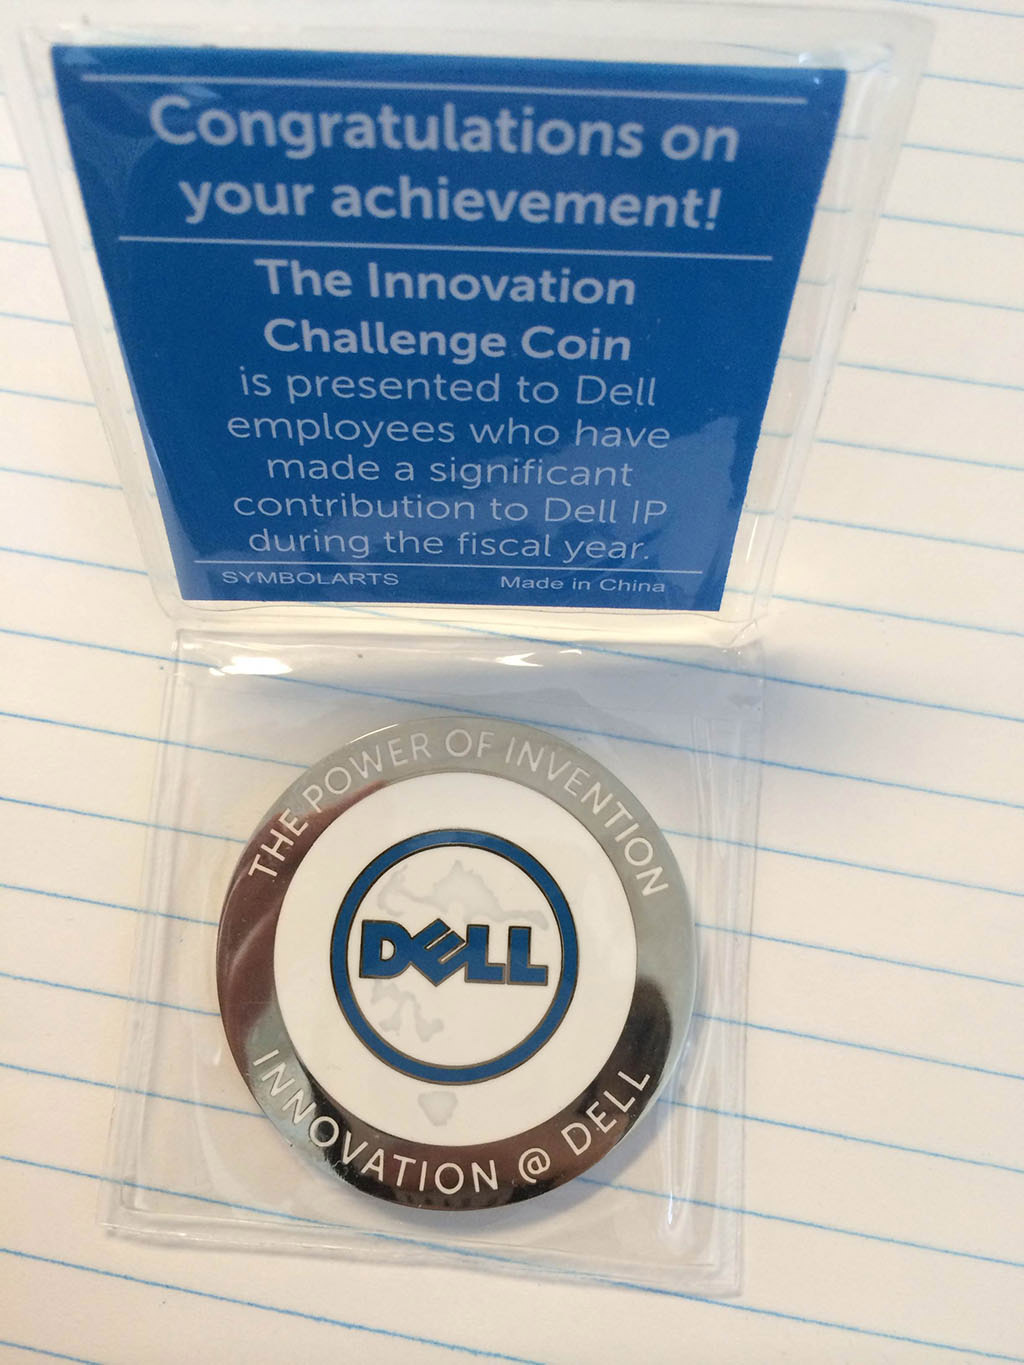 Congratulations on
your achievement!
The Innovation
Challenge Coin
is presented to Dell
employees who have
made a significant
contribution to Dell IP
during the fiscal year.
SYMBOLARTS Made in China
THE POWER OF INVENTION
DELL
INNOVATION @ DELL